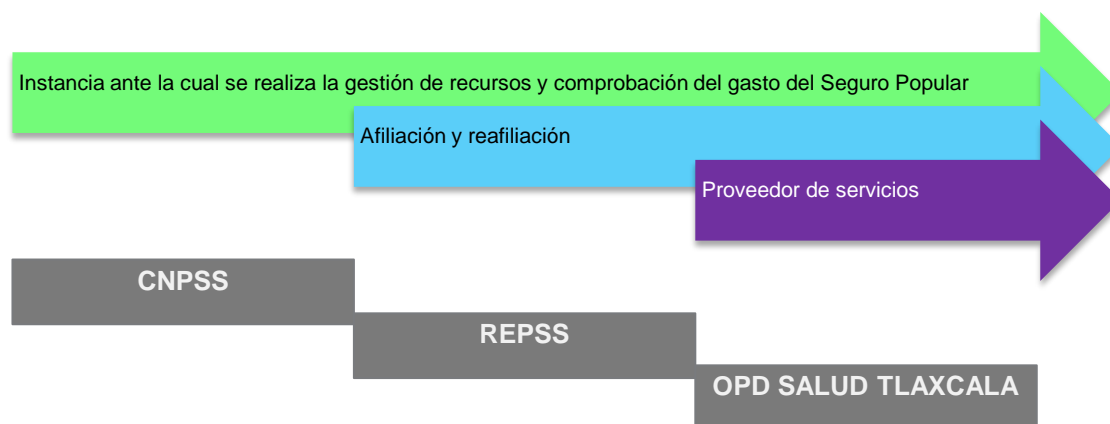 Instancia ante la cual se realiza la gestión de recursos y comprobación del gasto del Seguro Popular
Afiliación y reafiliación
Proveedor de servicios
CNPSS
REPSS
OPD SALUD TLAXCALA